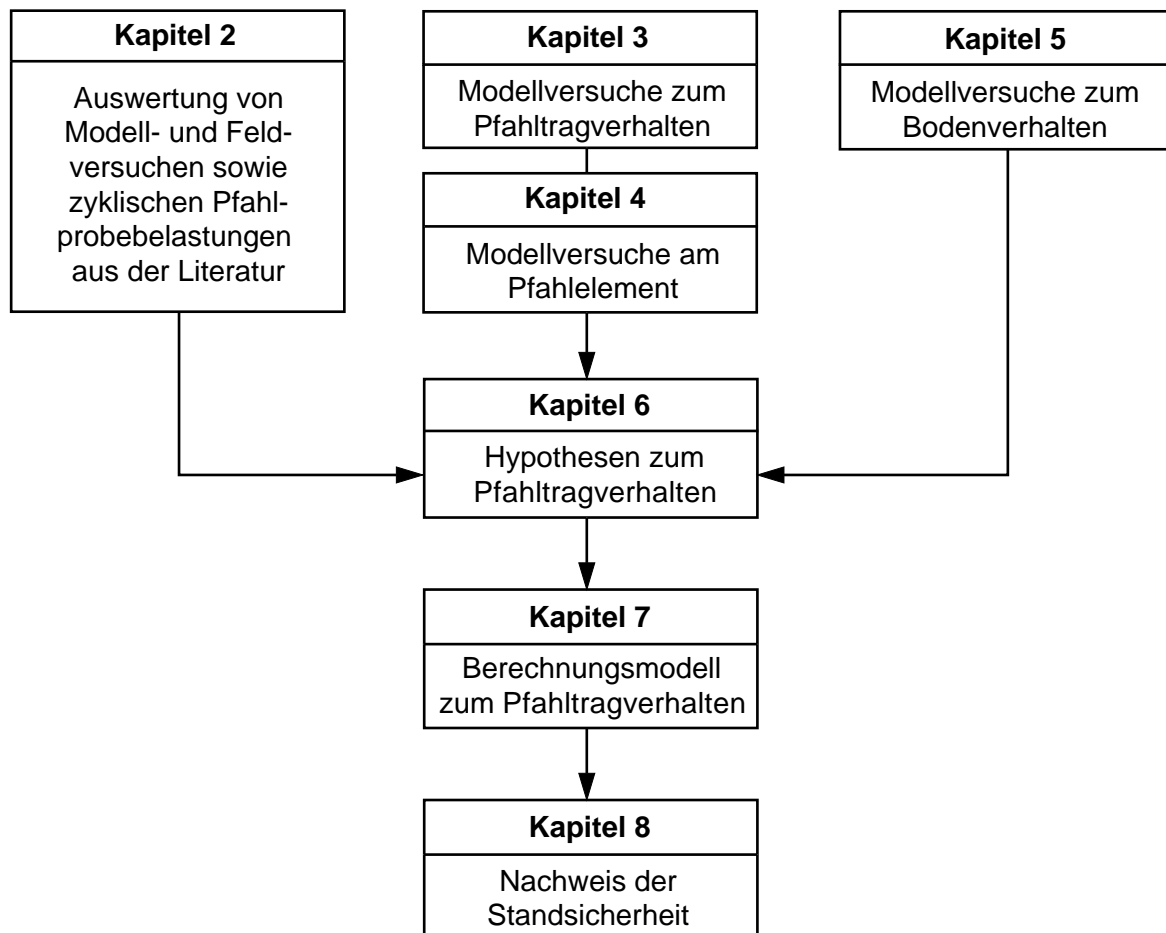 Kapitel 2
Auswertung von
Modell- und Feld-
versuchen sowie
zyklischen Pfahl-
probebelastungen
aus der Literatur
Kapitel 3
Modellversuche zum
Pfahltragverhalten
Kapitel 4
Modellversuche am
Pfahlelement
Kapitel 5
Modellversuche zum
Bodenverhalten
Kapitel 6
Hypothesen zum
Pfahltragverhalten
Kapitel 7
Berechnungsmodell
zum Pfahltragverhalten
Kapitel 8
Nachweis der
Standsicherheit